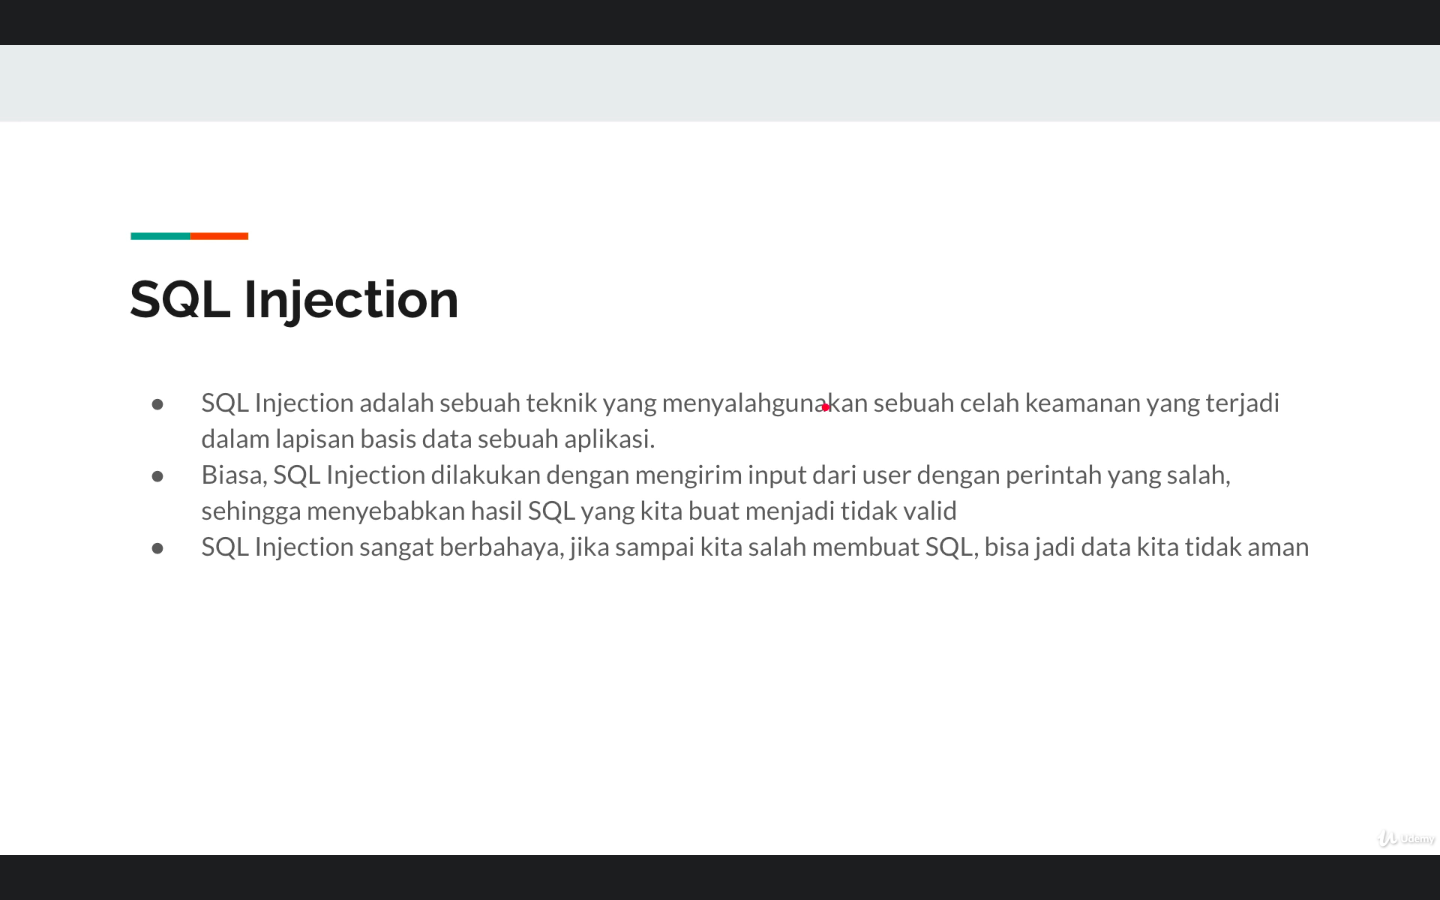 SQL Injection
● SQL Injection adalah sebuah teknik yang menyalahgunakan sebuah celah keamanan yang terjadi
dalam lapisan basis data sebuah aplikasi.
● Biasa, SQL Injection dilakukan dengan mengirim input dari user dengan perintah yang salah,
sehingga menyebabkan hasil SQL yang kita buat menjadi tidak valid
● SQL Injection sangat berbahaya, jika sampai kita salah membuat SQL, bisa jadi data kita tidak aman
Udemy